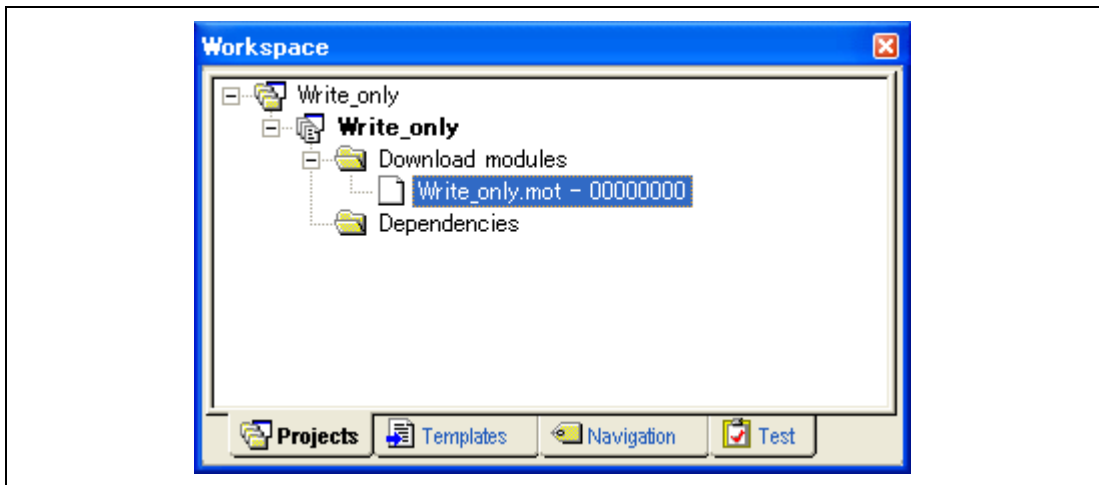 Workspace
Write_only
Write_only
Download modules
Write_only.mot - 00000000
Dependencies
Projects Templates Navigation Test